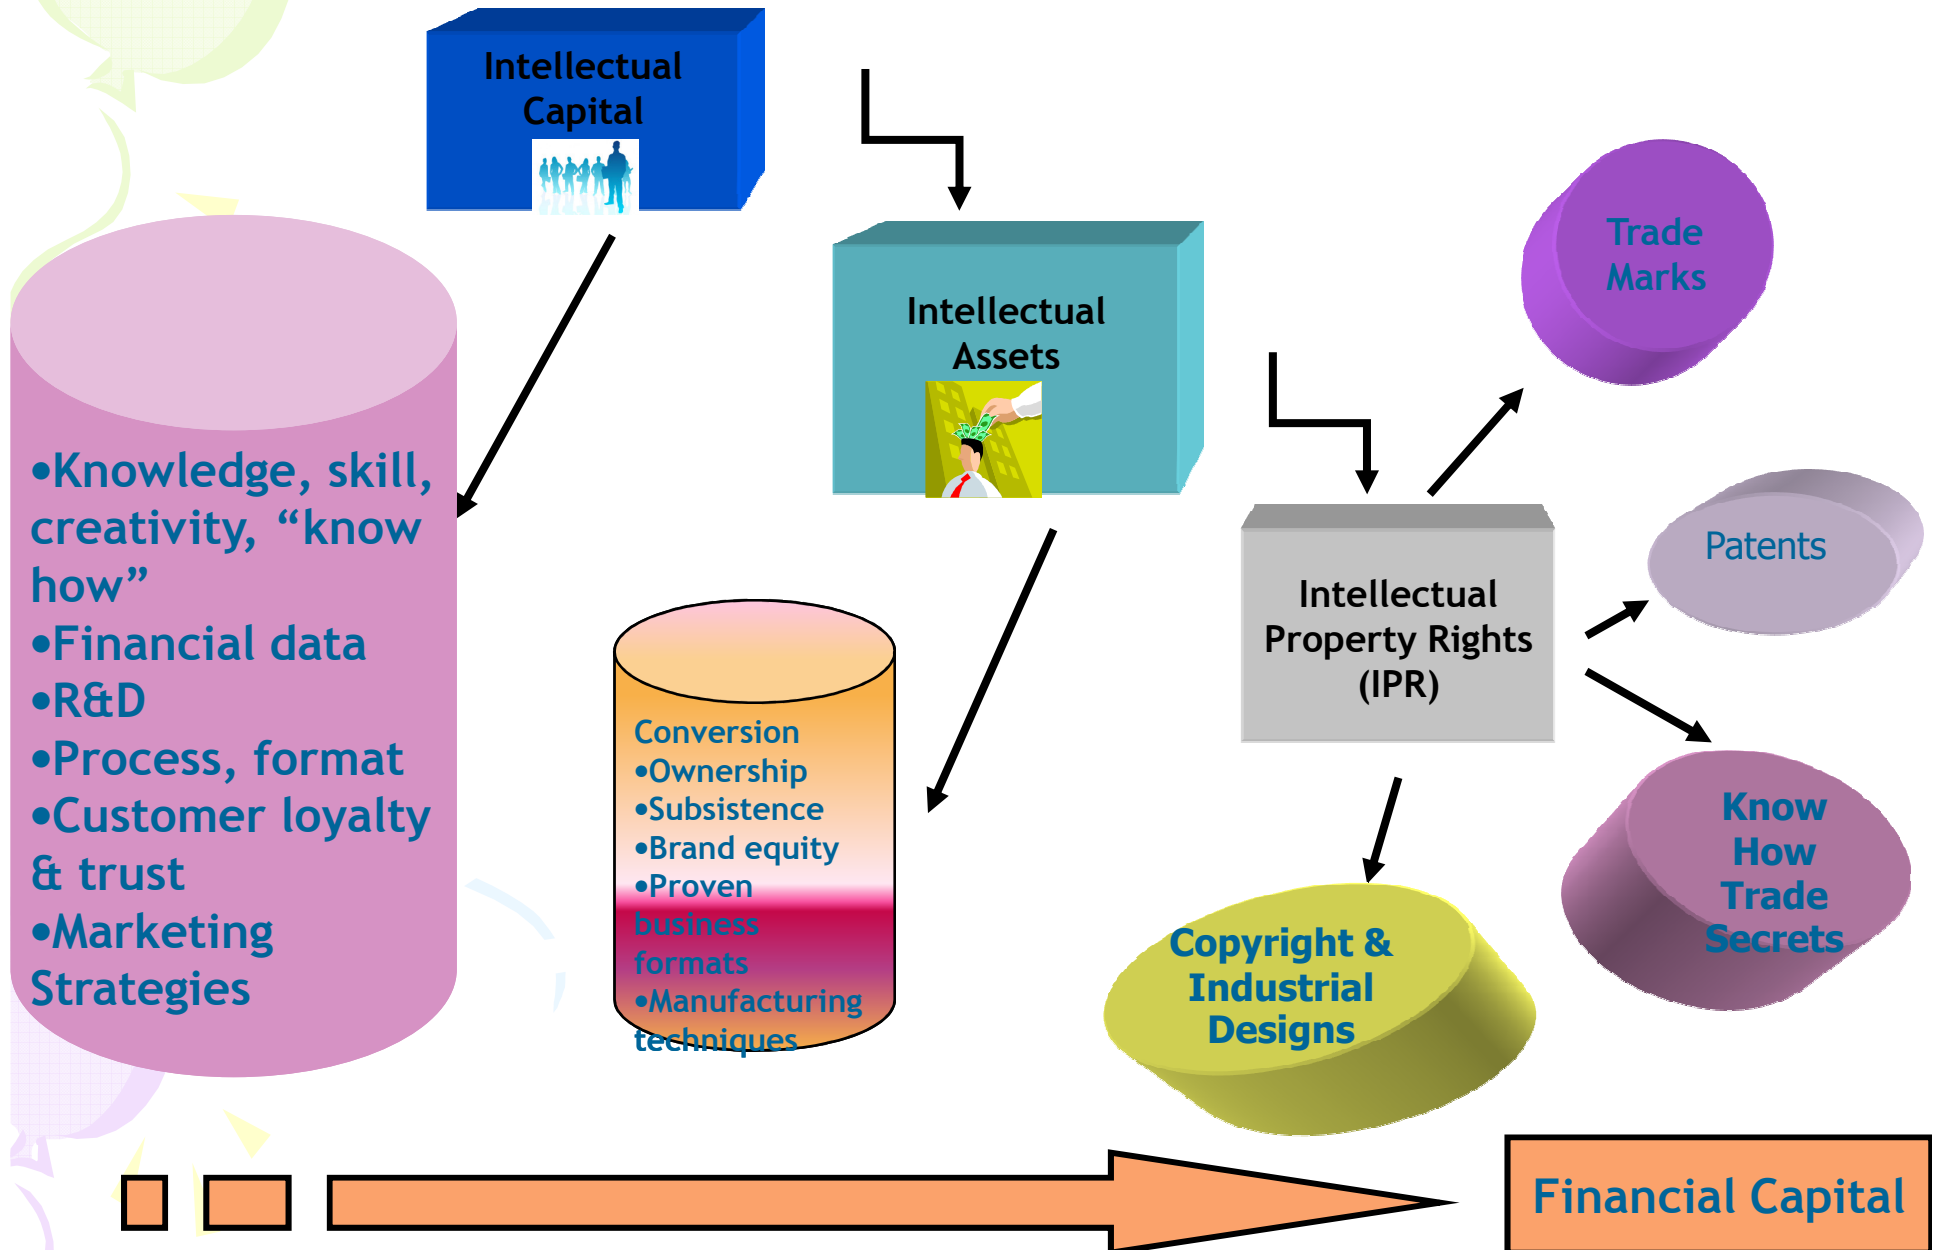 Intellectual
Capital
Intellectual
Assets
Trade
Marks
Patents
Intellectual
Property Rights
(IPR)
•Knowledge, skill,
creativity, “know
how”
•Financial data
•R&D
•Process, format
•Customer loyalty
& trust
•Marketing
Strategies
Conversion
•Ownership
•Subsistence
•Brand equity
•Proven
business
formats
•Manufacturing
techniques
Know
How
Trade
Secrets
Copyright &
Industrial
Designs
Financial Capital